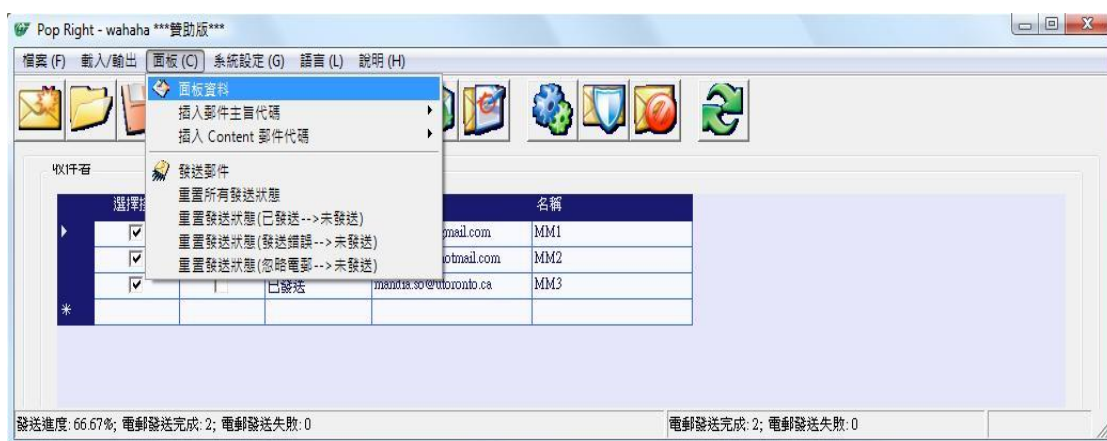 Pop Right - wahaha ***贊助版***
檔案 (F) 載入/輸出 面板 (C) 系統設定 (G) 語言 (L) 說明 (H)
面板資料
插入郵件主旨代碼
插入 Content 郵件代碼
發送郵件
重置所有發送狀態
重置發送狀態(已發送-->未發送)
重置發送狀態(發送錯誤-->未發送)
重置發送狀態(忽略電郵-->未發送)
收件者
選擇 名稱
gmail.com MM1
hotmail.com MM2
已發送 mandia.so@utoronto.ca MM3
發送進度: 66.67%; 電郵發送完成: 2; 電郵發送失敗: 0 電郵發送完成: 2; 電郵發送失敗: 0